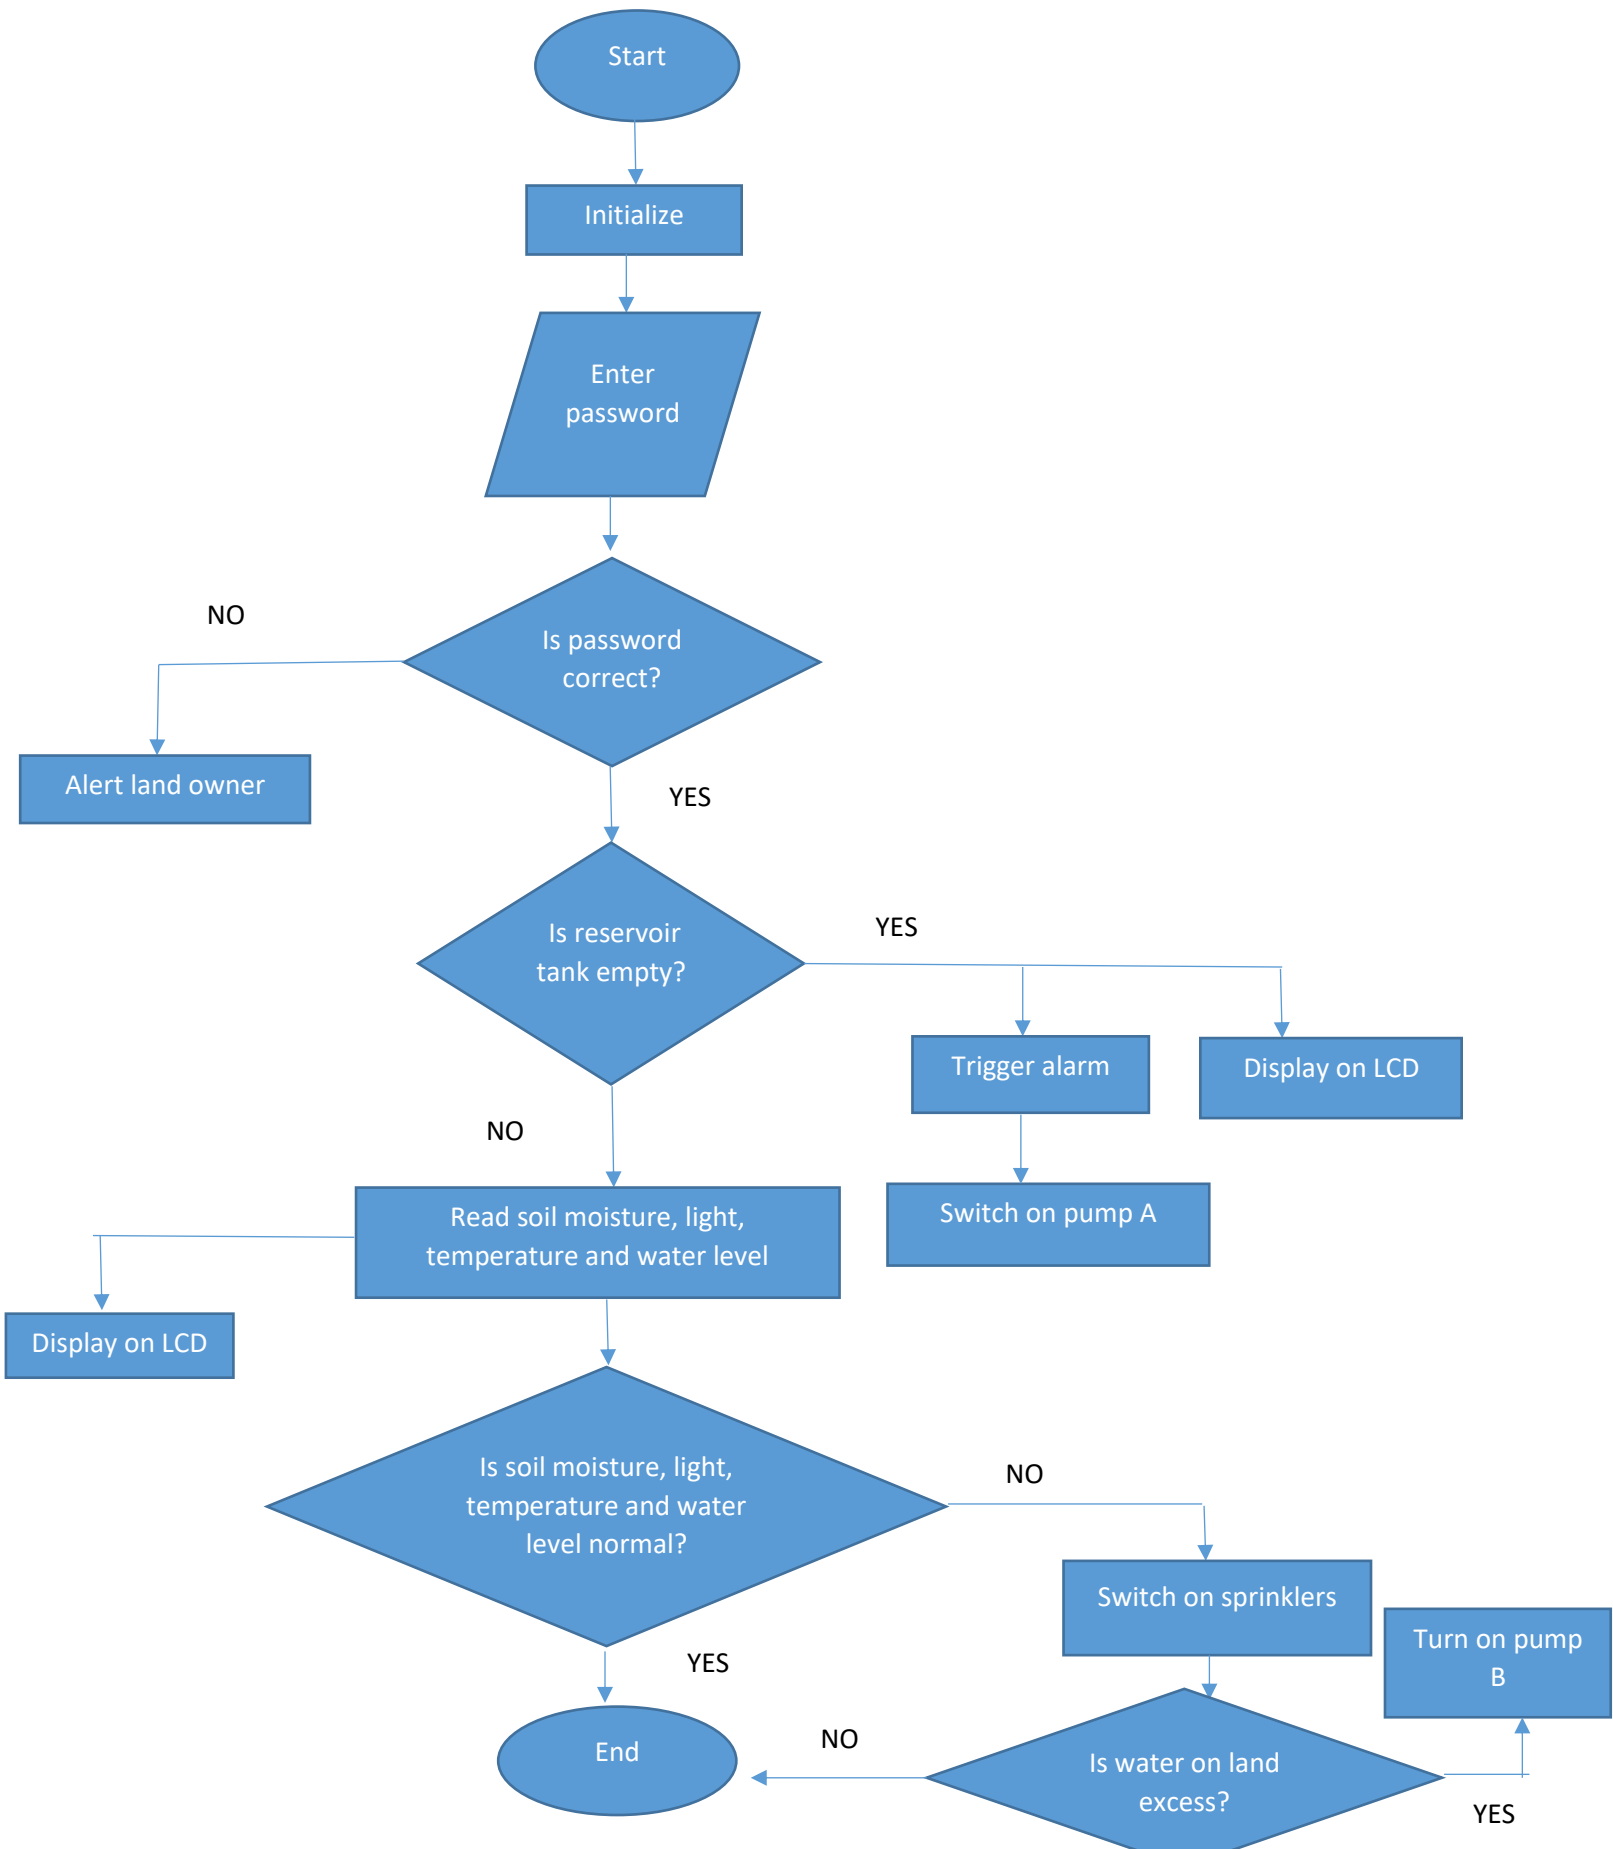 Start
Initialize
Enter
password
Is password
correct?
NO
Alert land owner
YES
Is reservoir
tank empty?
YES
Trigger alarm
Display on LCD
Switch on pump A
NO
Read soil moisture, light,
temperature and water level
Display on LCD
Is soil moisture, light,
temperature and water
level normal?
NO
Switch on sprinklers
Turn on pump
B
YES
End
NO
Is water on land
excess?
YES